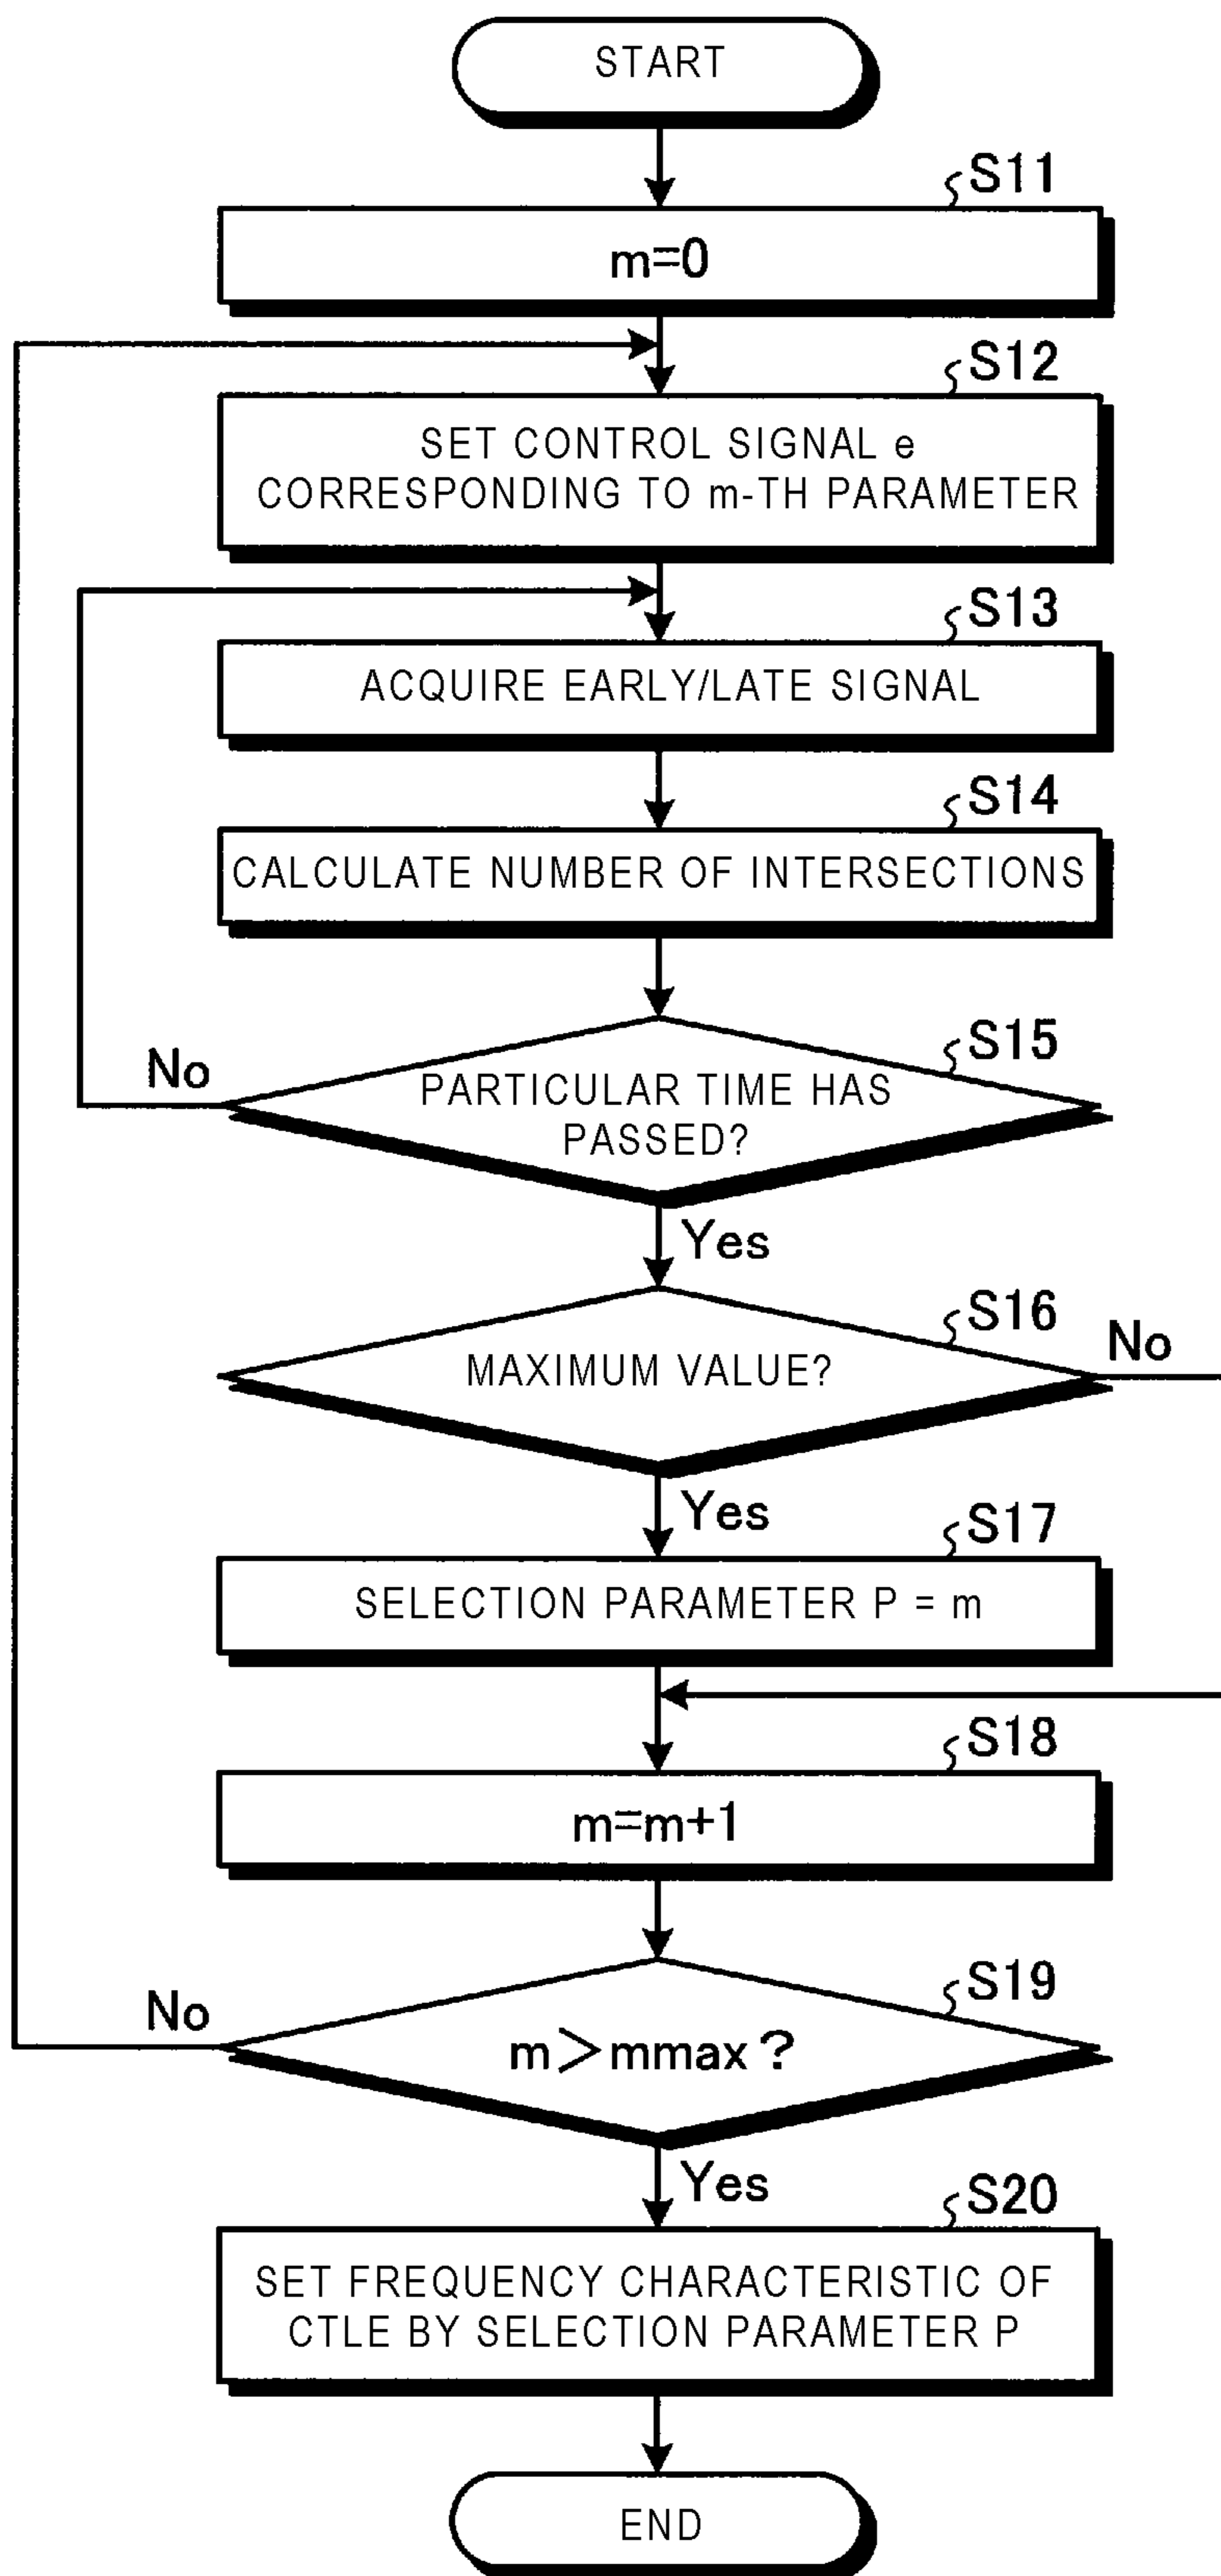 START
S11
m=0
S12
SET CONTROL SIGNAL e
CORRESPONDING TO m-TH PARAMETER
S13
ACQUIRE EARLY/LATE SIGNAL
S14
CALCULATE NUMBER OF INTERSECTIONS
S15
No
PARTICULAR TIME HAS
PASSED?
Yes
S16
No
MAXIMUM VALUE?
Yes
S17
SELECTION PARAMETER P = m
S18
m=m+1
S19
No
m>mmax?
Yes
S20
SET FREQUENCY CHARACTERISTIC OF
CTLE BY SELECTION PARAMETER P
END